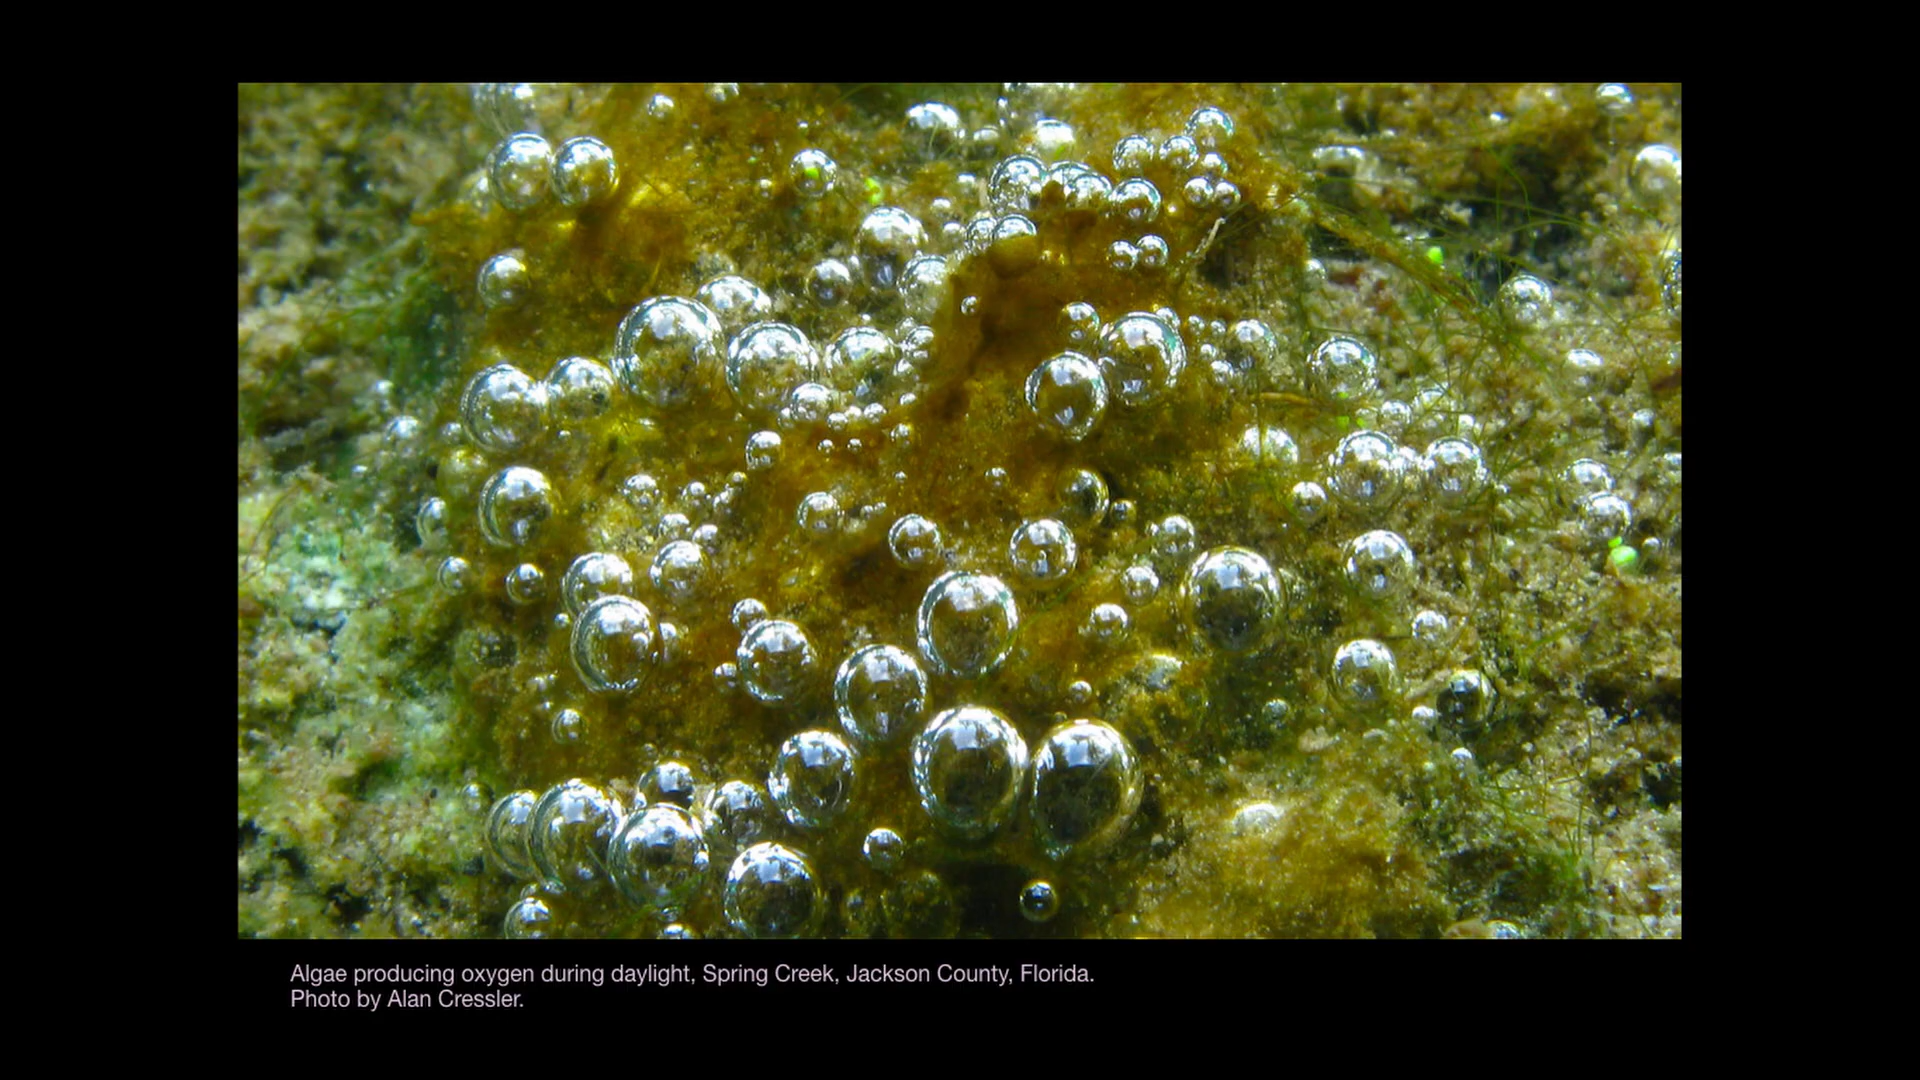 Algae producing oxygen during daylight, Spring Creek, Jackson County, Florida.
Photo by Alan Cressler.